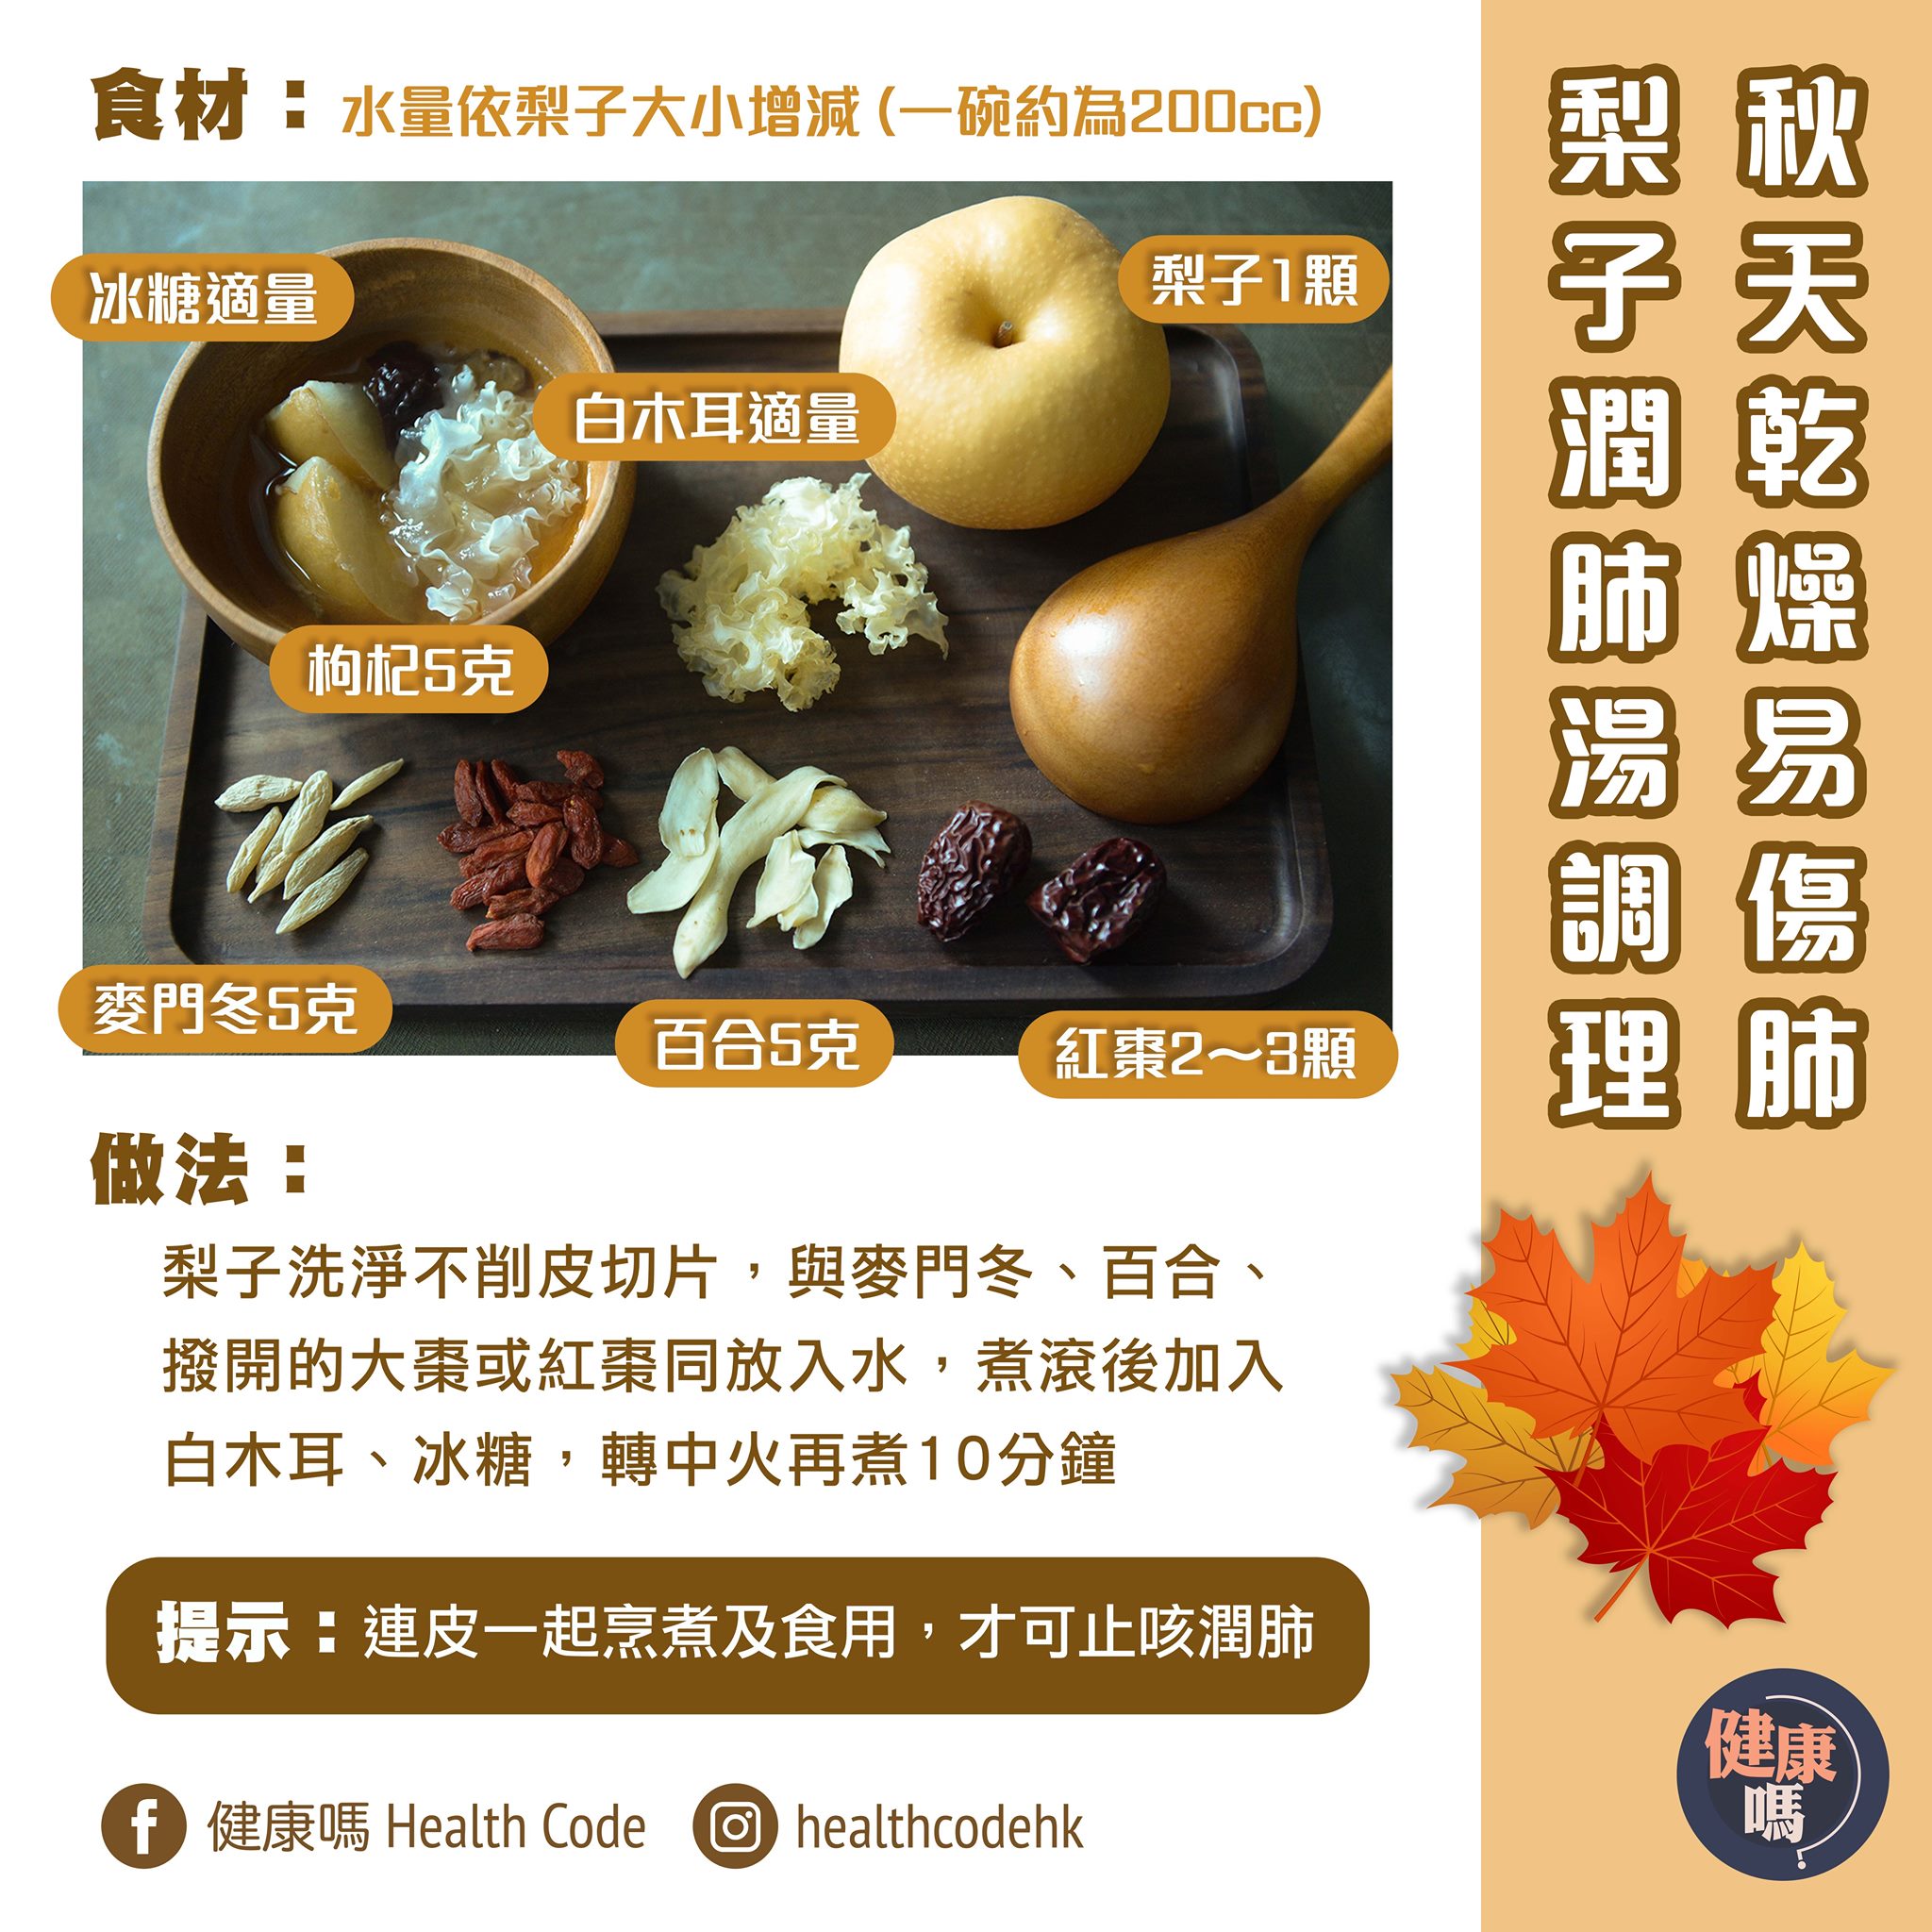 秋天乾燥易傷肺
梨子潤肺湯調理
食材：水量依梨子大小增減(一碗約為200cc)
冰糖適量
梨子1顆
白木耳適量
枸杞5克
麥門冬5克
百合5克
紅棗2～3顆
做法：
梨子洗淨不削皮切片，與麥門冬、百合、
撥開的大棗或紅棗同放入水，煮滾後加入
白木耳、冰糖，轉中火再煮10分鐘
提示：連皮一起烹煮及食用，才可止咳潤肺
健康嗎 Health Code
healthcodehk
健康
嗎?